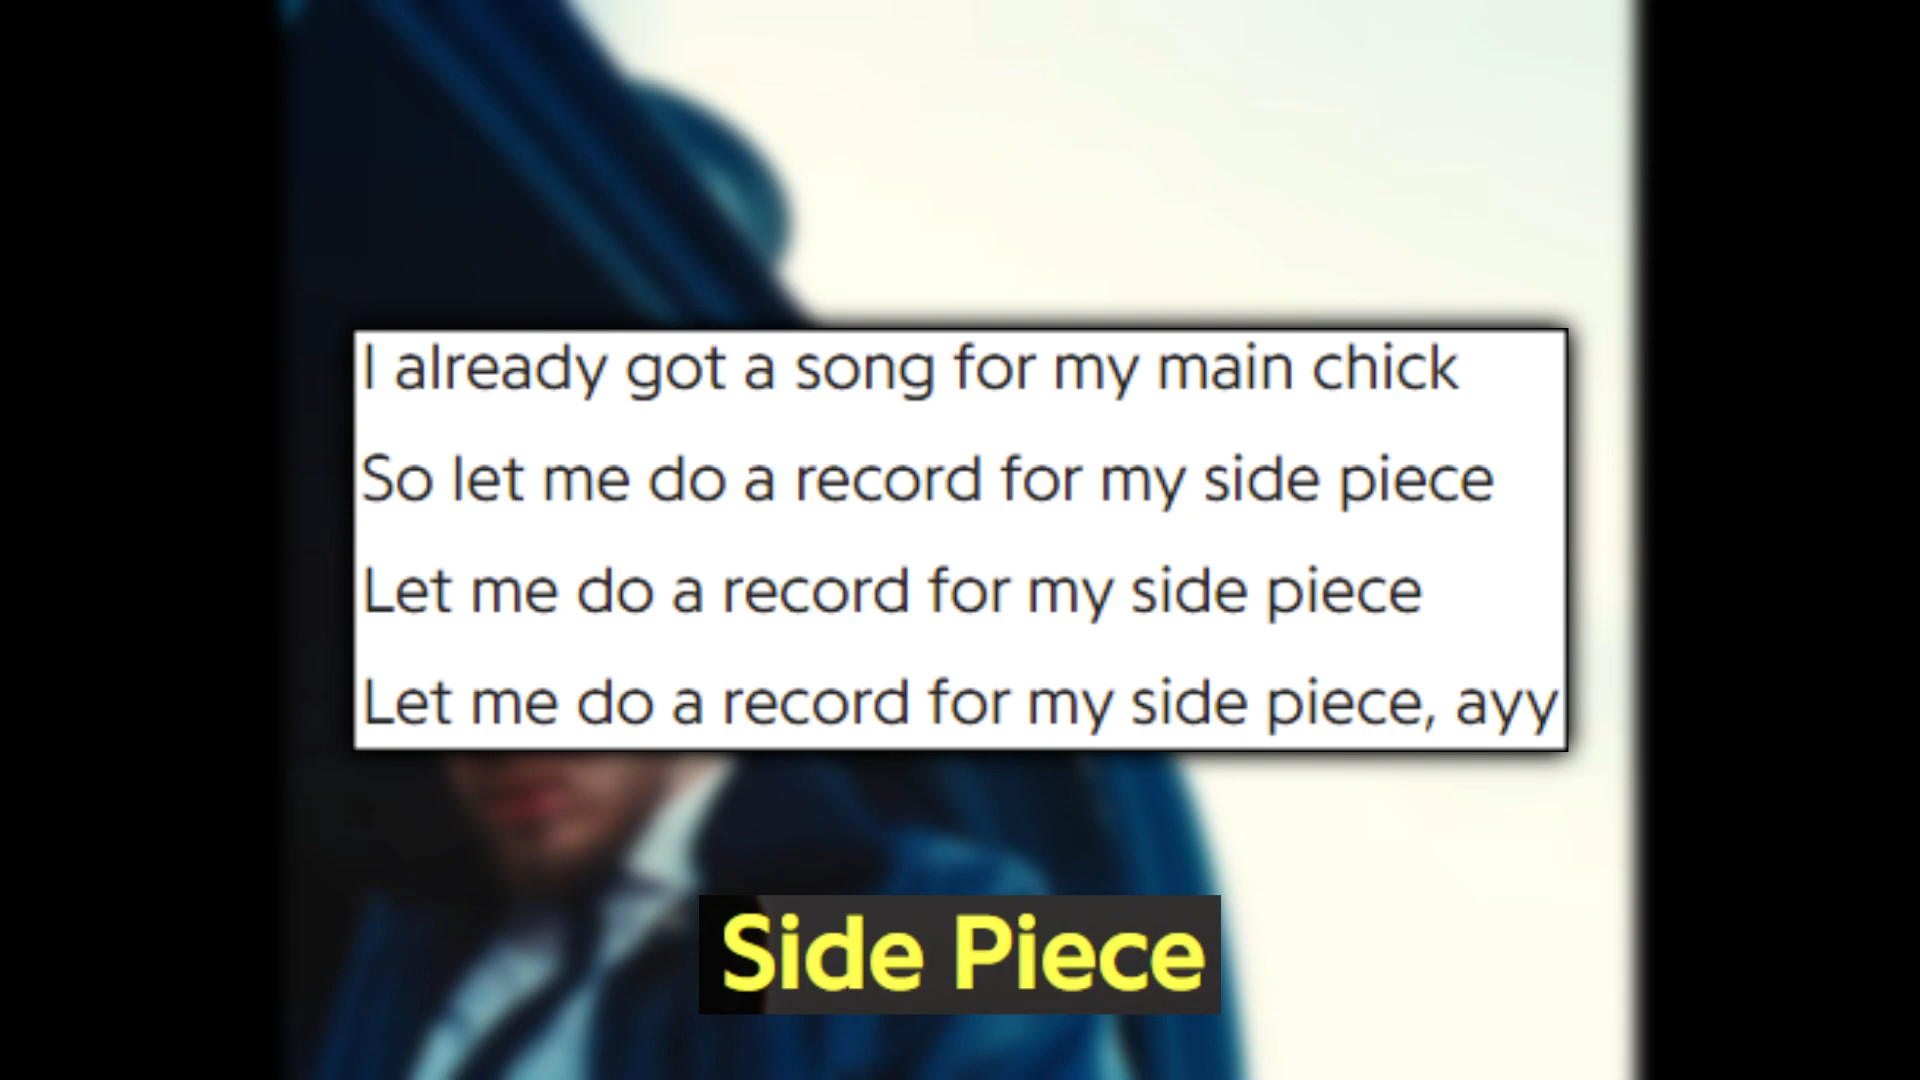 I already got a song for my main chick
So let me do a record for my side piece
Let me do a record for my side piece
Let me do a record for my side piece, ayy
Side Piece